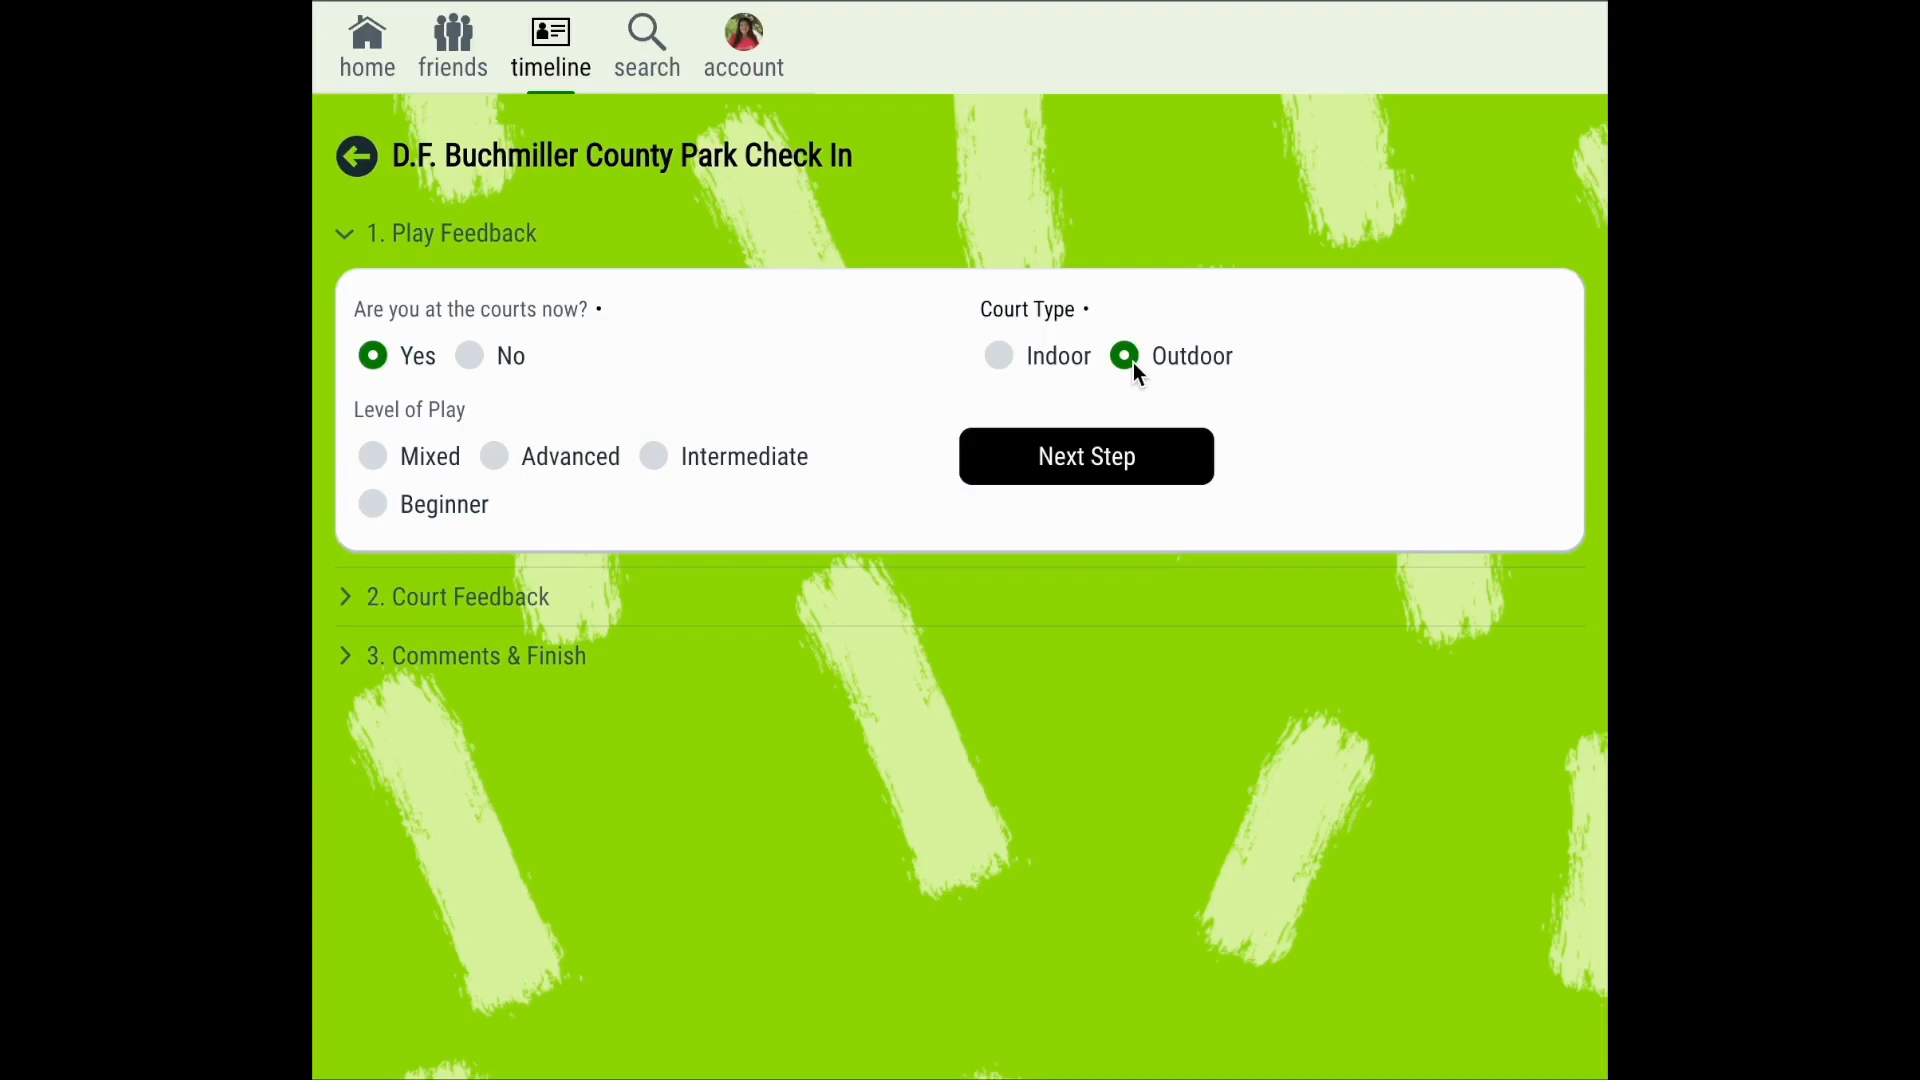 home friends timeline search account
D.F. Buchmiller County Park Check In
1. Play Feedback
Are you at the courts now? •
Yes No
Court Type •
Indoor Outdoor
Level of Play
Mixed Advanced Intermediate
Beginner
Next Step
2. Court Feedback
3. Comments & Finish